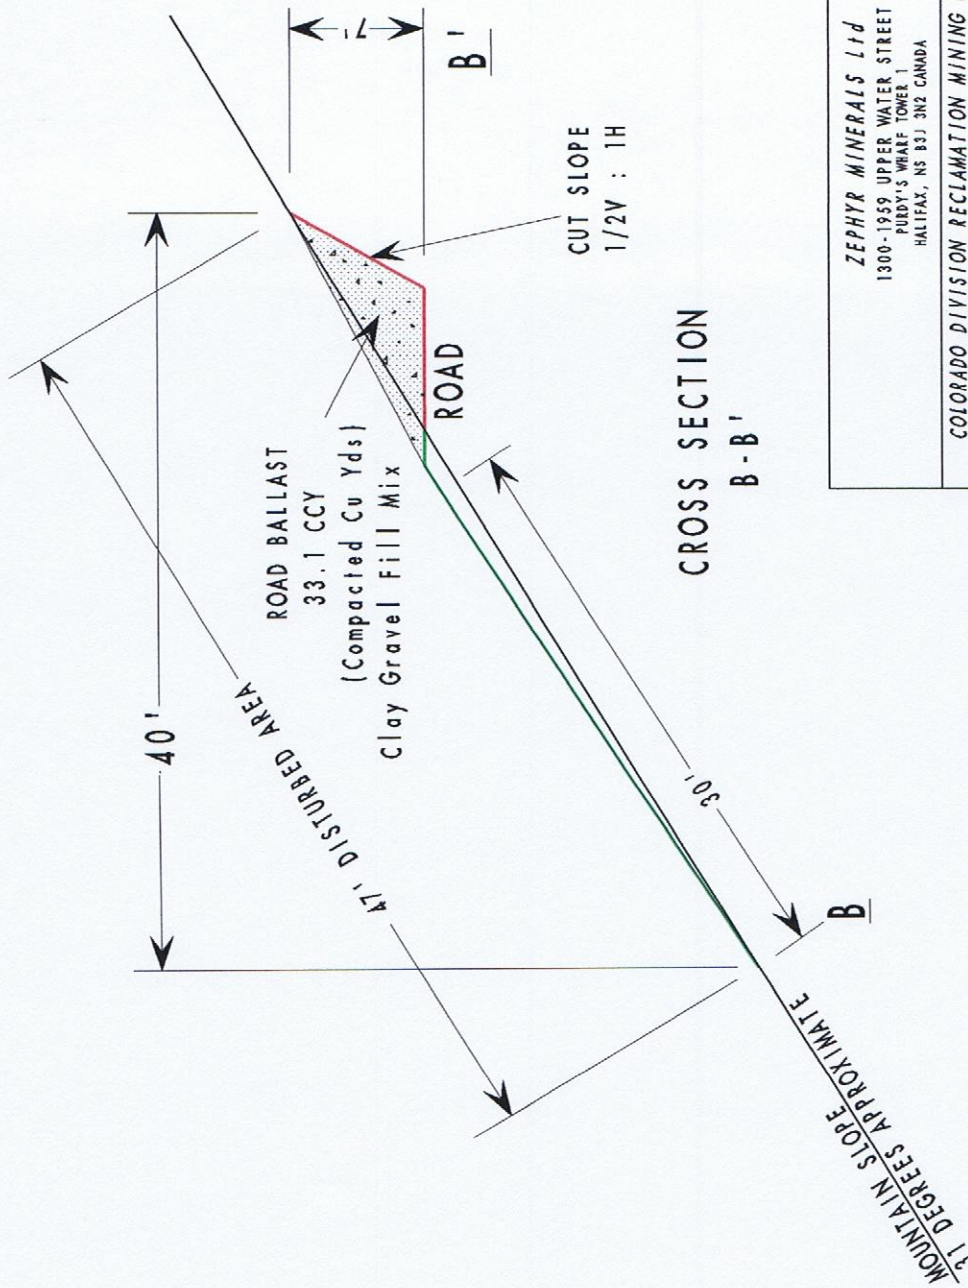 40'
7'
47' DISTURBED AREA
ROAD BALLAST
33.1 CCY
(Compacted Cu Yds)
Clay Gravel Fill Mix
ROAD
B'
CUT SLOPE
1/2V : 1H
30'
B
MOUNTAIN SLOPE
31 DEGREES APPROXIMATE
CROSS SECTION
B-B'
ZEPHYR MINERALS Ltd
1300-1959 UPPER WATER STREET
PURDY'S WHARF TOWER 1
HALIFAX, NS B3J 3N2 CANADA
COLORADO DIVISION RECLAMATION MINING